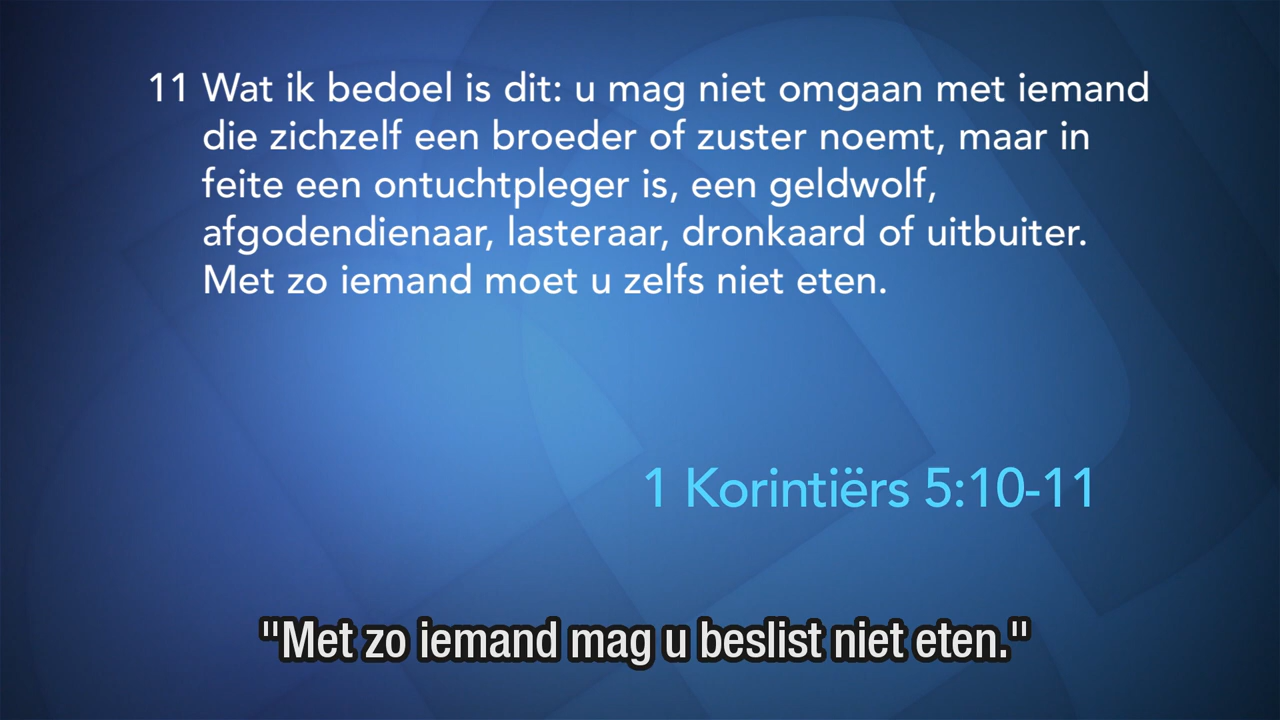 11 Wat ik bedoel is dit: u mag niet omgaan met iemand
die zichzelf een broeder of zuster noemt, maar in
feite een ontuchtpleger is, een geldwolf,
afgodendienaar, lasteraar, dronkaard of uitbuiter.
Met zo iemand moet u zelfs niet eten.
1 Korintiërs 5:10-11
"Met zo iemand mag u beslist niet eten."